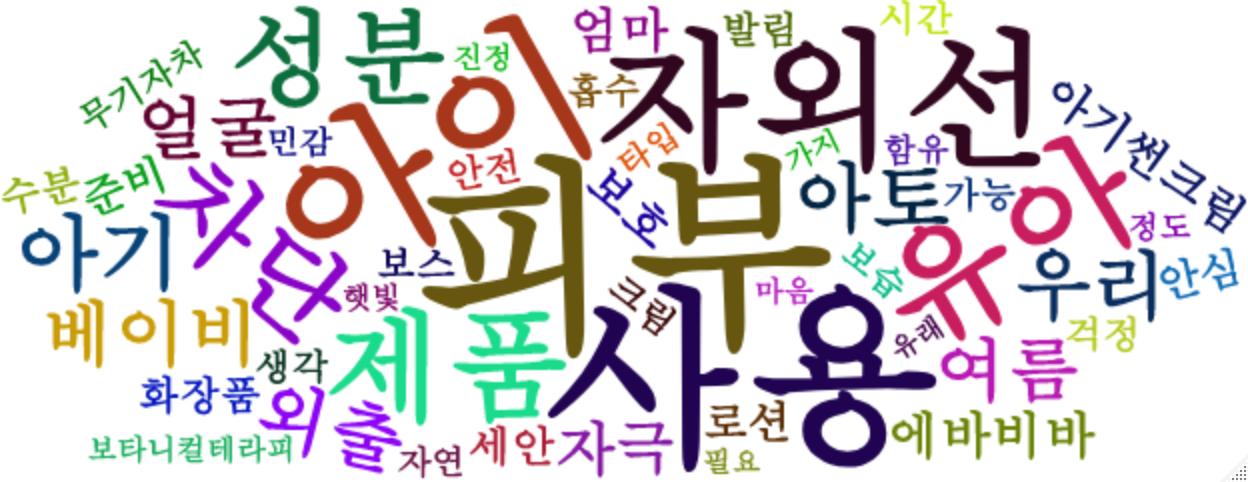 성분
아이
진정
엄마
발림
시간
무기자차
얼굴
민감
흡수
자외선
아기썬크림
안전
타입
가지
함유
수분
준비
차단
피부
보호
아토
가능
유아
정도
아기
보스
햇빛
크림
마음
보습
우리
안심
베이비
생각
제품
사용
유래
여름
걱정
화장품
외출
로션
에바비바
보타니컬테라피
자연
세안
자극
필요